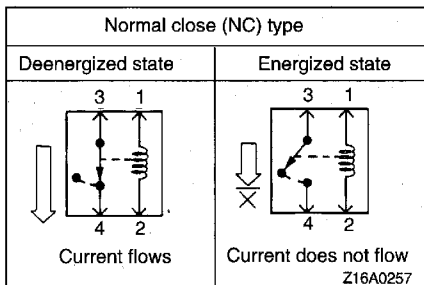 Normal close (NC) type
Deenergized state
Energized state
3 1
3 1
4 2
4 2
Current flows
Current does not flow
Z16A0257